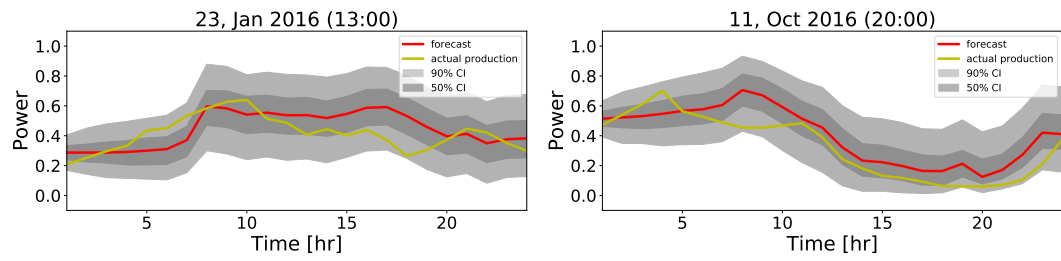 23, Jan 2016 (13:00)
Power
1.0
0.8
0.6
0.4
0.2
0.0
forecast
actual production
90% CI
50% CI
5
10
15
20
Time [hr]
11, Oct 2016 (20:00)
Power
1.0
0.8
0.6
0.4
0.2
0.0
forecast
actual production
90% CI
50% CI
5
10
15
20
Time [hr]